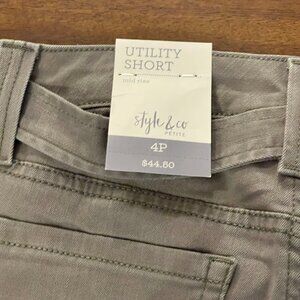 UTILITY
SHORT
mid rise
style & co
PETITE
4P
$44.50